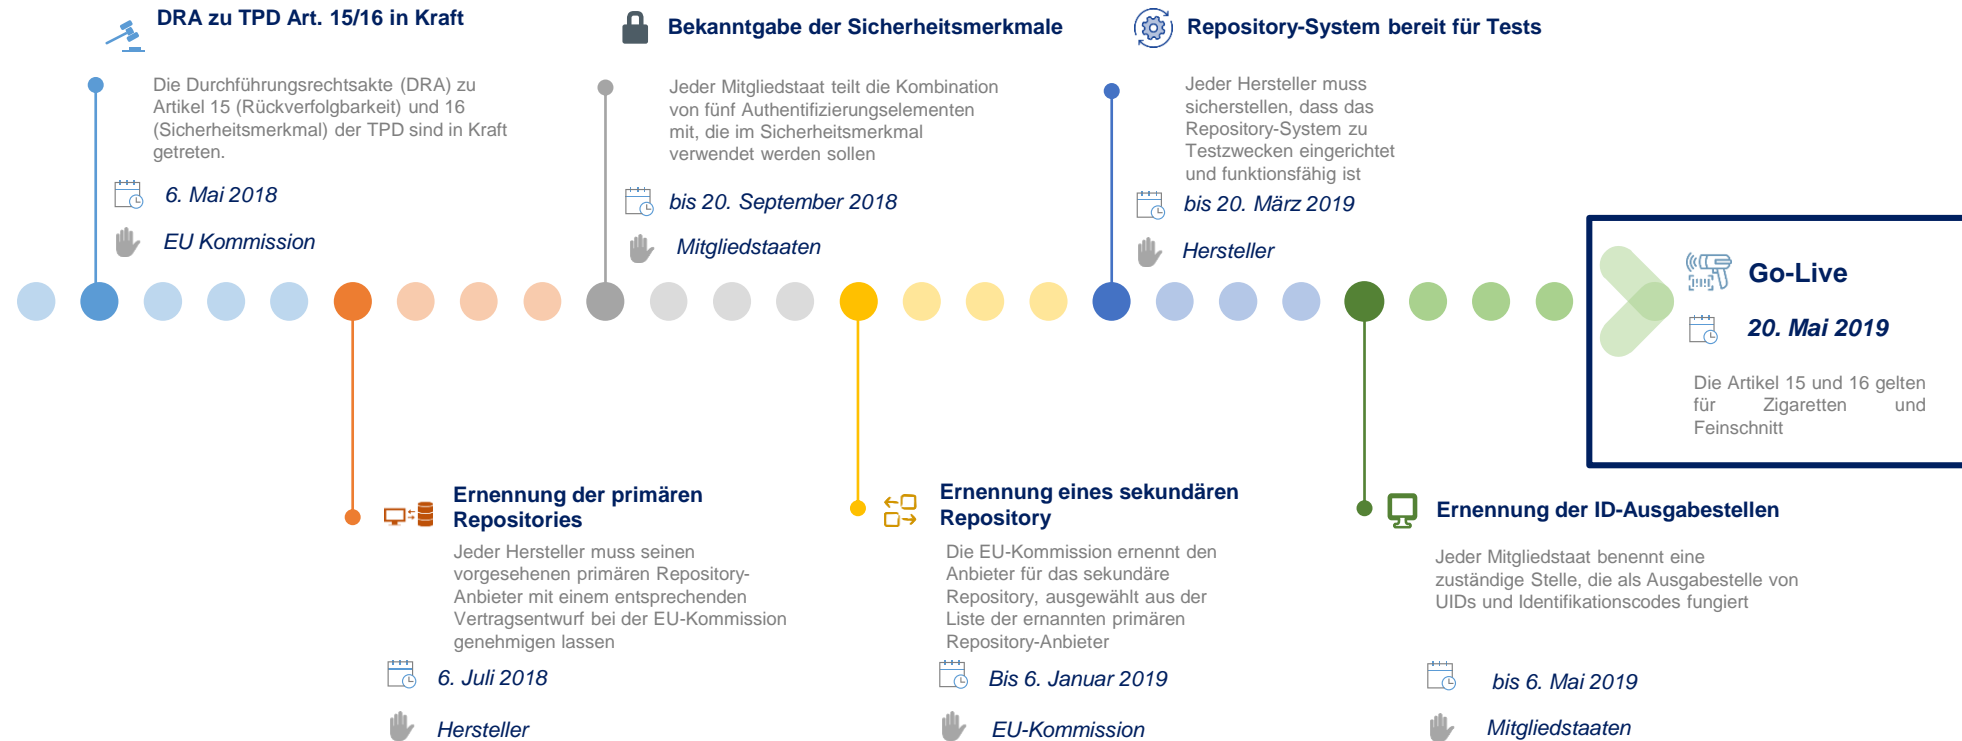 DRA zu TPD Art. 15/16 in Kraft
Die Durchführungsrechtsakte (DRA) zu
Artikel 15 (Rückverfolgbarkeit) und 16
(Sicherheitsmerkmal) der TPD sind in Kraft
getreten.
6. Mai 2018
EU Kommission
Ernennung der primären
Repositories
Jeder Hersteller muss seinen
vorgesehenen primären Repository-
Anbieter mit einem entsprechenden
Vertragsentwurf bei der EU-Kommission
genehmigen lassen
6. Juli 2018
Hersteller
Bekanntgabe der Sicherheitsmerkmale
Jeder Mitgliedstaat teilt die Kombination
von fünf Authentifizierungselementen
mit, die im Sicherheitsmerkmal
verwendet werden sollen
bis 20. September 2018
Mitgliedstaaten
Ernennung eines sekundären
Repository
Die EU-Kommission ernennt den
Anbieter für das sekundäre
Repository, ausgewählt aus der
Liste der ernannten primären
Repository-Anbieter
Bis 6. Januar 2019
EU-Kommission
Repository-System bereit für Tests
Jeder Hersteller muss
sicherstellen, dass das
Repository-System zu
Testzwecken eingerichtet
und funktionsfähig ist
bis 20. März 2019
Hersteller
Ernennung der ID-Ausgabestellen
Jeder Mitgliedstaat benennt eine
zuständige Stelle, die als Ausgabestelle von
UIDs und Identifikationscodes fungiert
bis 6. Mai 2019
Mitgliedstaaten
Go-Live
20. Mai 2019
Die Artikel 15 und 16 gelten
für Zigaretten und
Feinschnitt